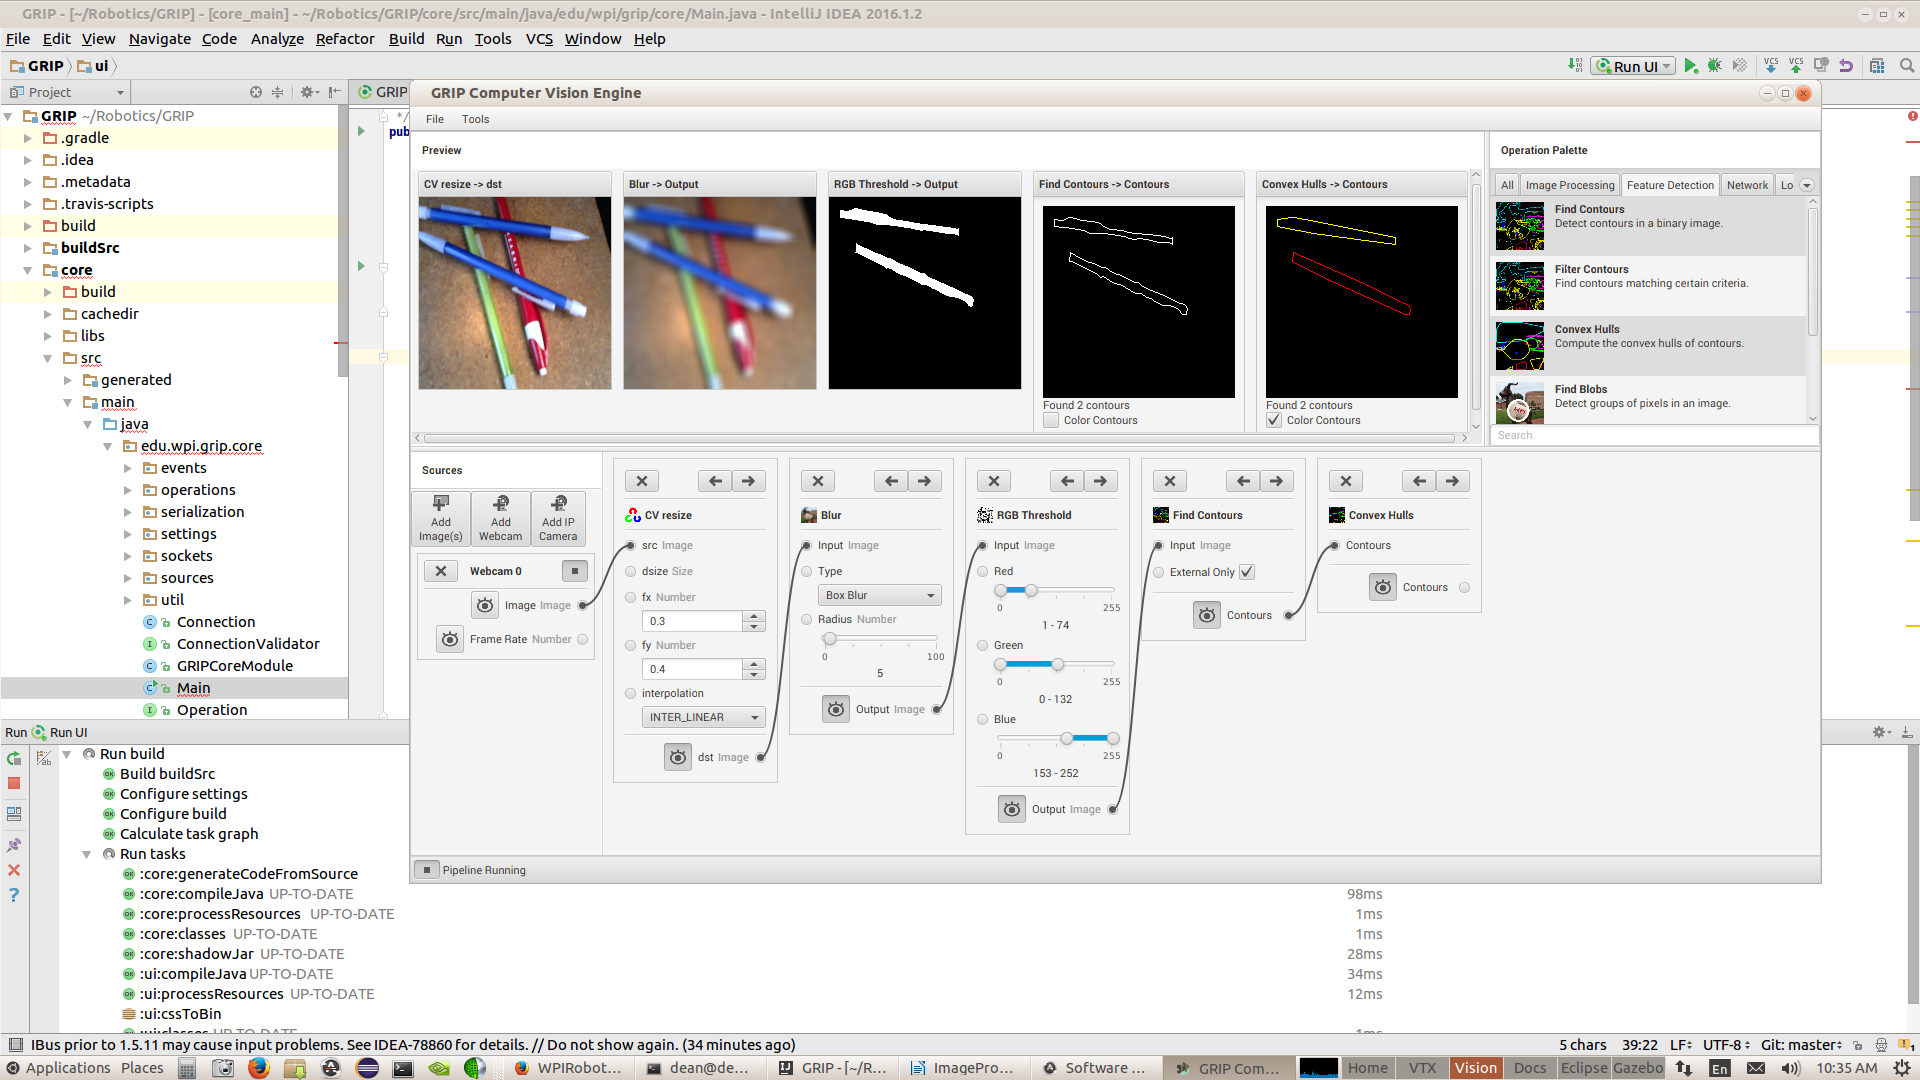 GRIP - [~/Robotics/GRIP] - [core_main] - ~/Robotics/GRIP/core/src/main/java/edu/wpi/grip/core/Main.java - IntelliJ IDEA 2016.1.2
File Edit View Navigate Code Analyze Refactor Build Run Tools VCS Window Help
GRIP ui
Run UI
VCS VCS
Project
GRIP
GRIP ~/Robotics/GRIP
.gradle
.idea
.metadata
.travis-scripts
build
buildSrc
core
build
cachedir
libs
src
generated
main
java
edu.wpi.grip.core
events
operations
serialization
settings
sockets
sources
util
Connection
ConnectionValidator
GRIPCoreModule
Main
Operation
*/
pub
GRIP Computer Vision Engine
File Tools
Preview
CV resize -> dst
Blur -> Output
RGB Threshold -> Output
Find Contours -> Contours
Found 2 contours
Color Contours
Convex Hulls -> Contours
Found 2 contours
Color Contours
Operation Palette
All Image Processing Feature Detection Network Lo
Find Contours
Detect contours in a binary image.
Filter Contours
Find contours matching certain criteria.
Convex Hulls
Compute the convex hulls of contours.
Find Blobs
Detect groups of pixels in an image.
Search
Sources
Add Image(s)
Add Webcam
Add IP Camera
Webcam 0
Image Image
Frame Rate Number
CV resize
src Image
dsize Size
fx Number
0.3
fy Number
0.4
interpolation
INTER_LINEAR
dst Image
Blur
Input Image
Type
Box Blur
Radius Number
0 100
5
Output Image
RGB Threshold
Input Image
Red
0 255
1 - 74
Green
0 255
0 - 132
Blue
0 255
153 - 252
Output Image
Find Contours
Input Image
External Only
Contours
Convex Hulls
Contours
Contours
Pipeline Running
Run Run UI
Run build
Build buildSrc
Configure settings
Configure build
Calculate task graph
Run tasks
:core:generateCodeFromSource
:core:compileJava UP-TO-DATE 98ms
:core:processResources UP-TO-DATE 1ms
:core:classes UP-TO-DATE 1ms
:core:shadowJar UP-TO-DATE 28ms
:ui:compileJava UP-TO-DATE 34ms
:ui:processResources UP-TO-DATE 12ms
:ui:cssToBin
:ui:classes UP-TO-DATE 1ms
IBus prior to 1.5.11 may cause input problems. See IDEA-78860 for details. // Do not show again. (34 minutes ago)
5 chars 39:22 LF UTF-8 Git: master
Applications Places WPIRobot... dean@de... GRIP - [~/R... ImagePro... Software ... GRIP Com... Home VTX Vision Docs Eclipse Gazebo En 10:35 AM